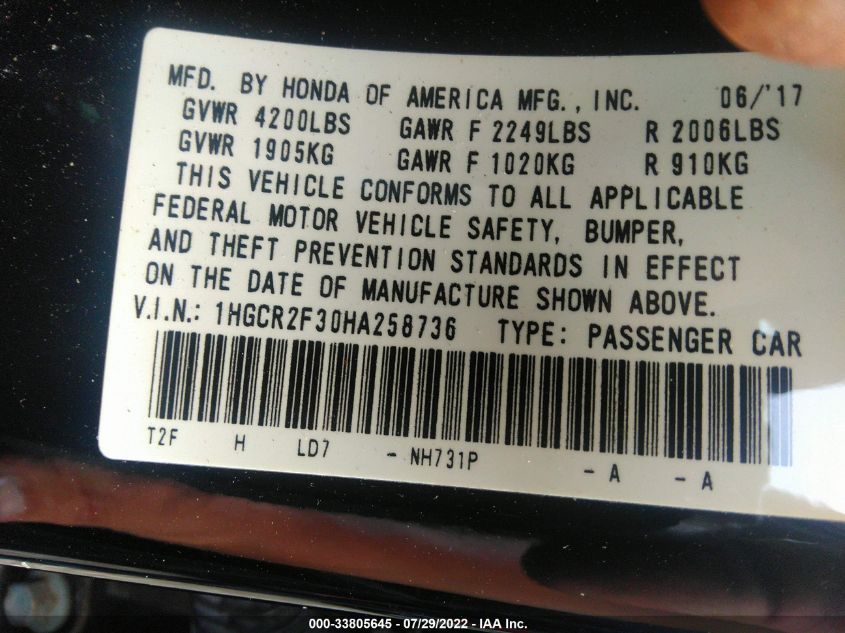 MFD. BY HONDA OF AMERICA MFG., INC. 06/'17
GVWR 4200LBS GAWR F 2249LBS R 2006LBS
GVWR 1905KG GAWR F 1020KG R 910KG
THIS VEHICLE CONFORMS TO ALL APPLICABLE
FEDERAL MOTOR VEHICLE SAFETY, BUMPER,
AND THEFT PREVENTION STANDARDS IN EFFECT
ON THE DATE OF MANUFACTURE SHOWN ABOVE.
V.I.N.: 1HGCR2F30HA258736 TYPE: PASSENGER CAR
T2F H LD7 - NH731P - A - A
000-33805645 - 07/29/2022 - IAA Inc.